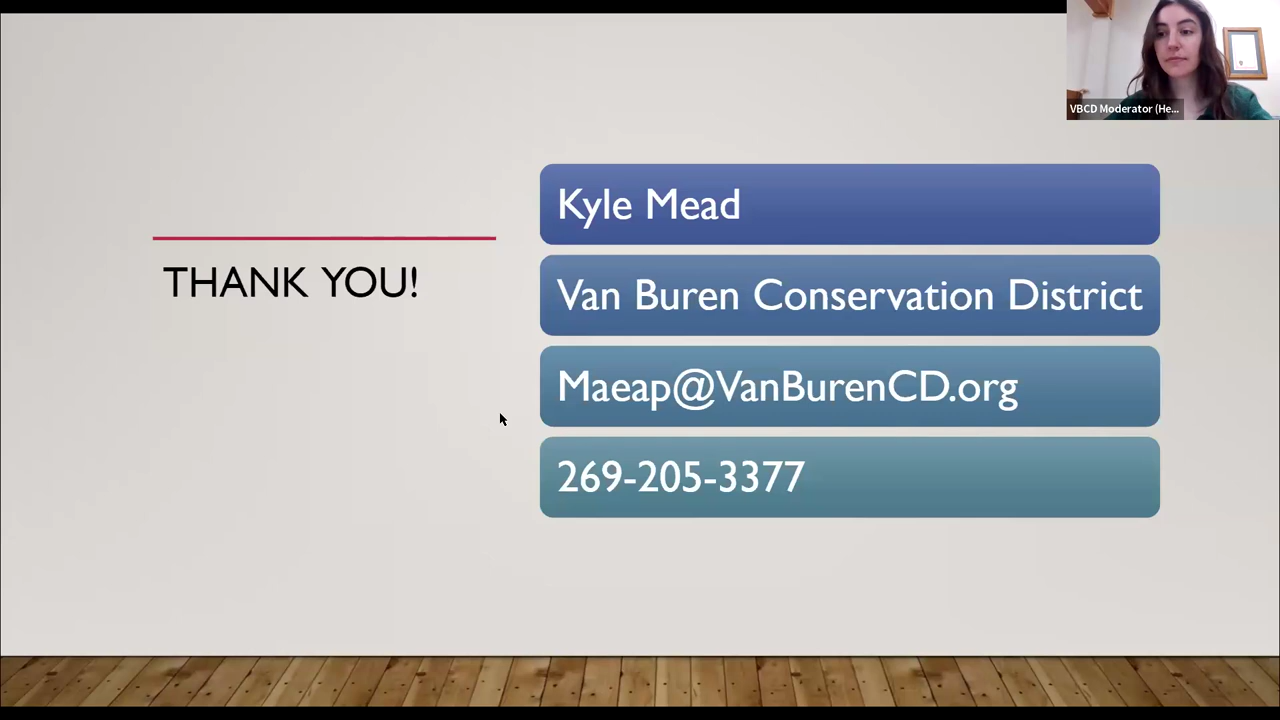 VBCD Moderator (He...
THANK YOU!
Kyle Mead
Van Buren Conservation District
Maeap@VanBurenCD.org
269-205-3377